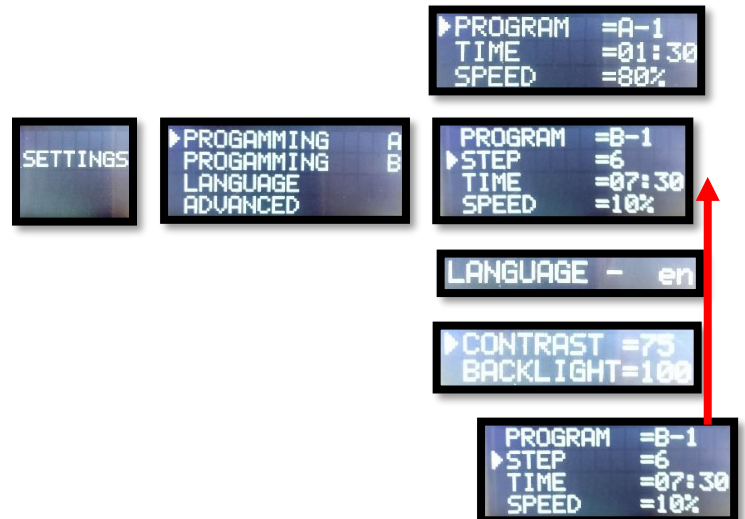 PROGRAM =A-1
TIME =01:30
SPEED =80%
SETTINGS
PROGAMMING A
PROGAMMING B
LANGUAGE
ADVANCED
PROGRAM =B-1
STEP =6
TIME =07:30
SPEED =10%
LANGUAGE - en
CONTRAST =75
BACKLIGHT=100
PROGRAM =B-1
STEP =6
TIME =07:30
SPEED =10%